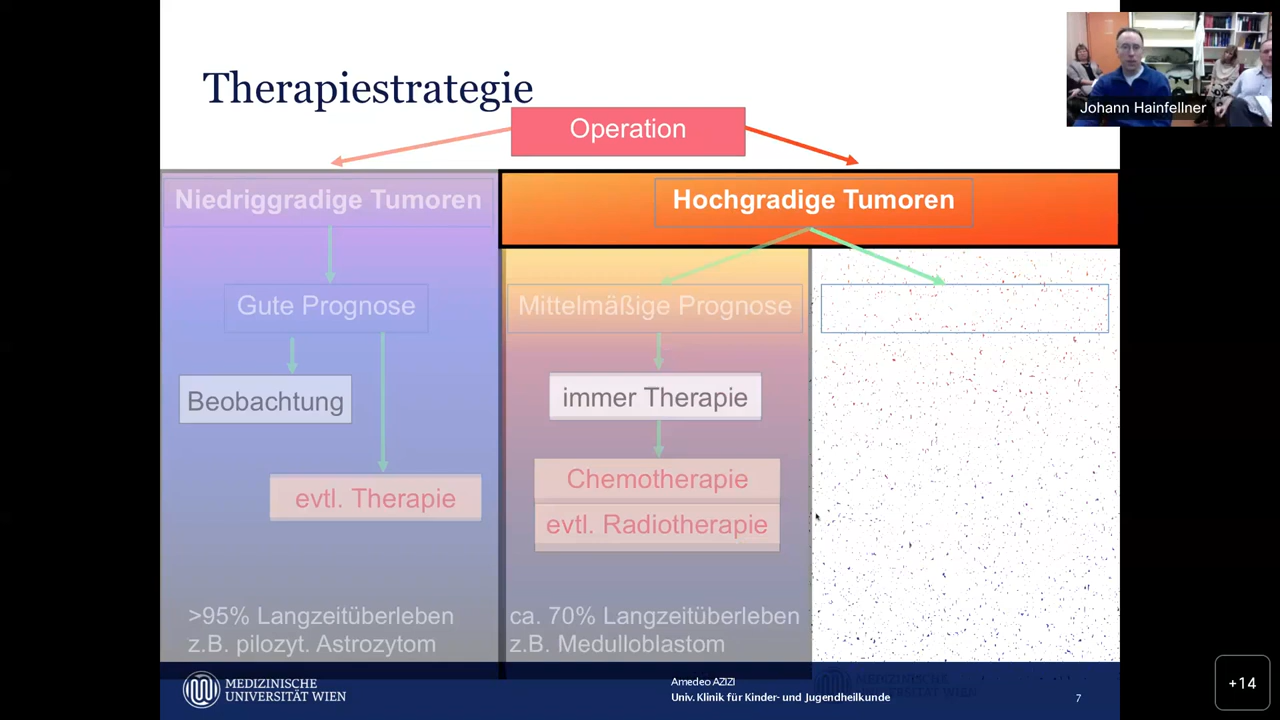 Therapiestrategie
Johann Hainfellner
Operation
Niedriggradige Tumoren
Hochgradige Tumoren
Gute Prognose
Mittelmäßige Prognose
Beobachtung
immer Therapie
evtl. Therapie
Chemotherapie
evtl. Radiotherapie
>95% Langzeitüberleben
z.B. pilozyt. Astrozytom
ca. 70% Langzeitüberleben
z.B. Medulloblastom
MEDIZINISCHE
UNIVERSITÄT WIEN
Amedeo AZIZI
Univ. Klinik für Kinder- und Jugendheilkunde
7
+14